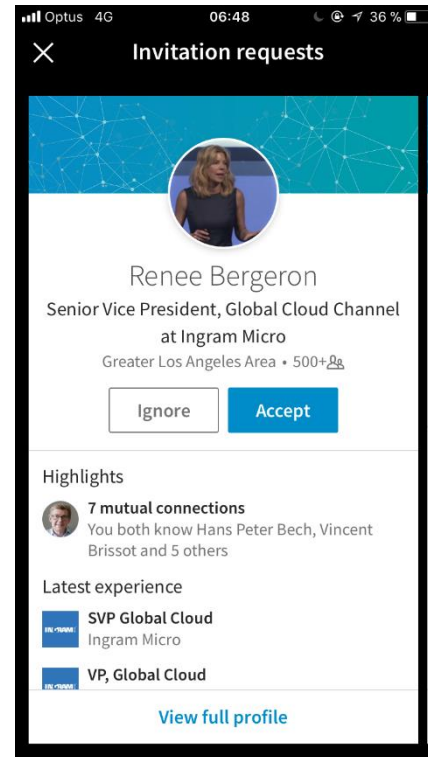 Optus 4G 06:48 36 %
Invitation requests
Renee Bergeron
Senior Vice President, Global Cloud Channel
at Ingram Micro
Greater Los Angeles Area • 500+
Ignore Accept
Highlights
7 mutual connections
You both know Hans Peter Bech, Vincent
Brissot and 5 others
Latest experience
SVP Global Cloud
INGRAM
Ingram Micro
VP, Global Cloud
INGRAM
View full profile